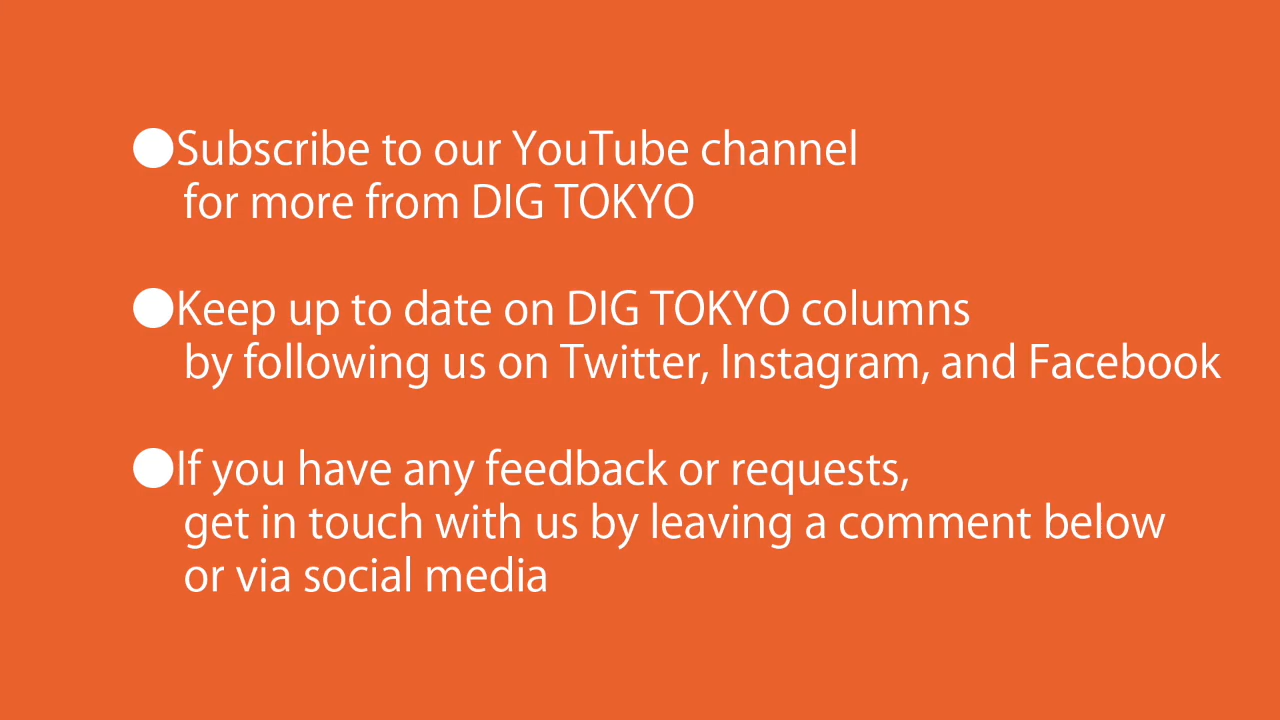 ●Subscribe to our YouTube channel
for more from DIG TOKYO
●Keep up to date on DIG TOKYO columns
by following us on Twitter, Instagram, and Facebook
●If you have any feedback or requests,
get in touch with us by leaving a comment below
or via social media